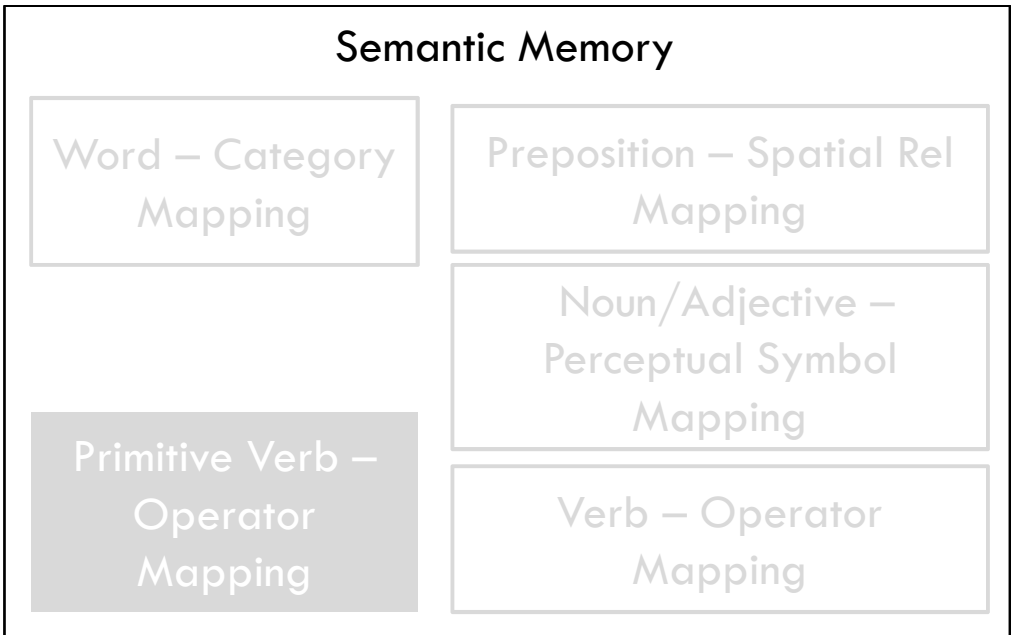 Semantic Memory
Word – Category
Mapping
Preposition – Spatial Rel
Mapping
Noun/Adjective –
Perceptual Symbol
Mapping
Primitive Verb –
Operator
Mapping
Verb – Operator
Mapping